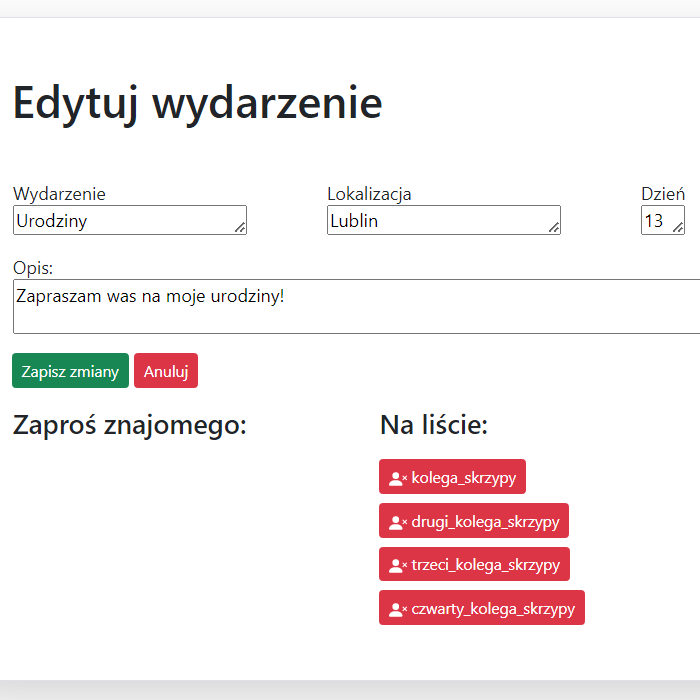 Edytuj wydarzenie
Wydarzenie Lokalizacja Dzień
Urodziny Lublin 13
Opis:
Zapraszam was na moje urodziny!
Zapisz zmiany Anuluj
Zaproś znajomego: Na liście:
kolega_skrzypy
drugi_kolega_skrzypy
trzeci_kolega_skrzypy
czwarty_kolega_skrzypy